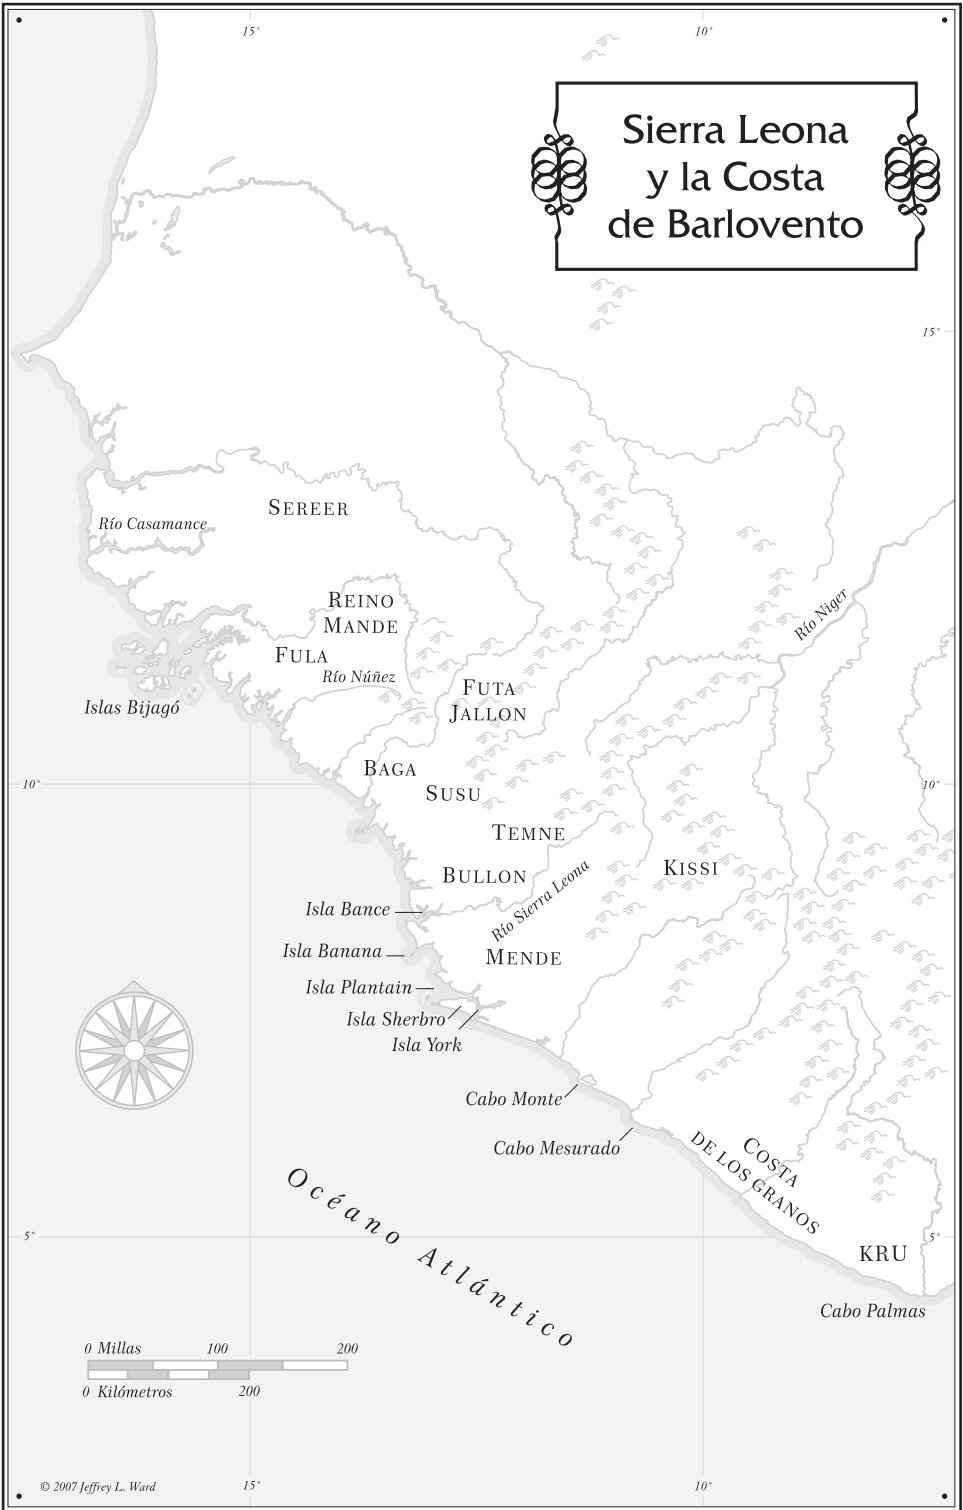 15°
10°
Sierra Leona
y la Costa
de Barlovento
15°
SEREER
Río Casamance
REINO
MANDE
Río Niger
FULA
Río Núñez
FUTA
JALLON
Islas Bijagó
BAGA
10°
10°
SUSU
TEMNE
KISSI
BULLON
Río Sierra Leona
Isla Bance
Isla Banana
MENDE
Isla Plantain
Isla Sherbro
Isla York
Cabo Monte
Cabo Mesurado
COSTA
DE LOS GRANOS
Océano Atlántico
5°
5°
KRU
Cabo Palmas
0 Millas 100 200
0 Kilómetros 200
© 2007 Jeffrey L. Ward
15°
10°